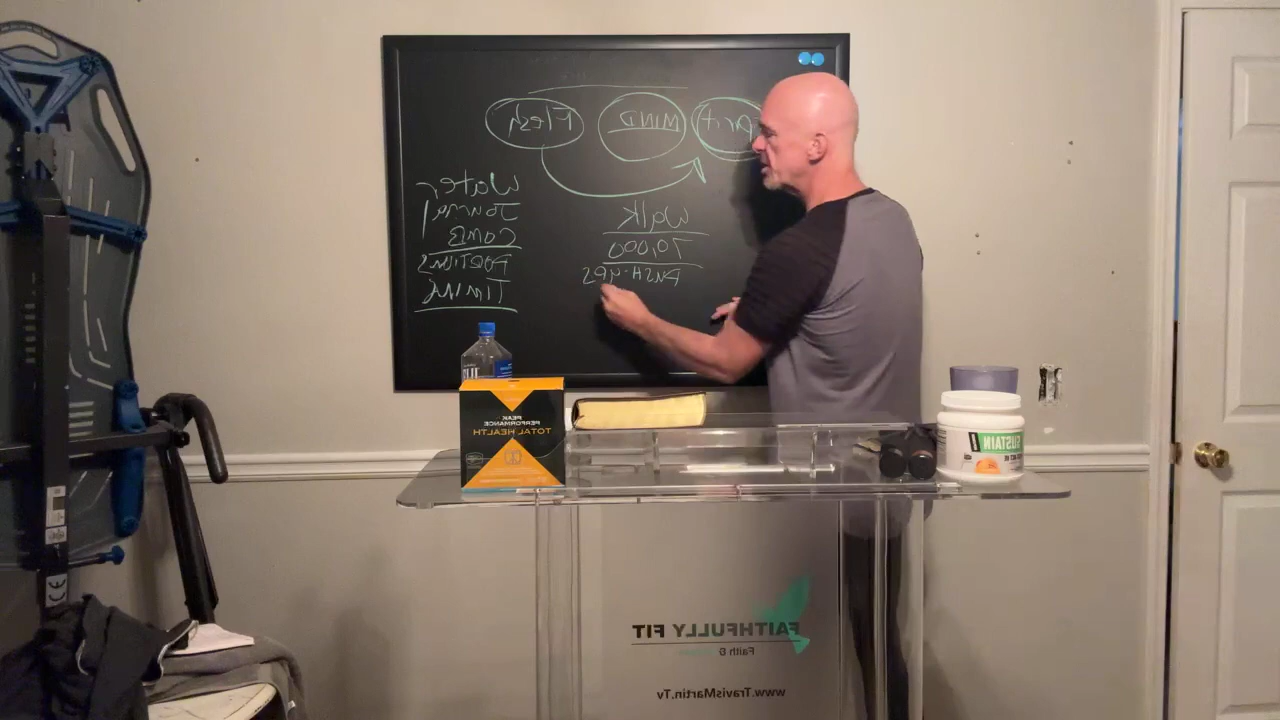 MIND Flesh
Walk
10,000
PUSH-UPS
Water
Journal
COMB
PORTIONS
TIMING
SUSTAIN
PEAK
PERFORMANCE
TOTAL HEALTH
FAITHFULLY FIT
Faith &
www.TravisMartin.Tv